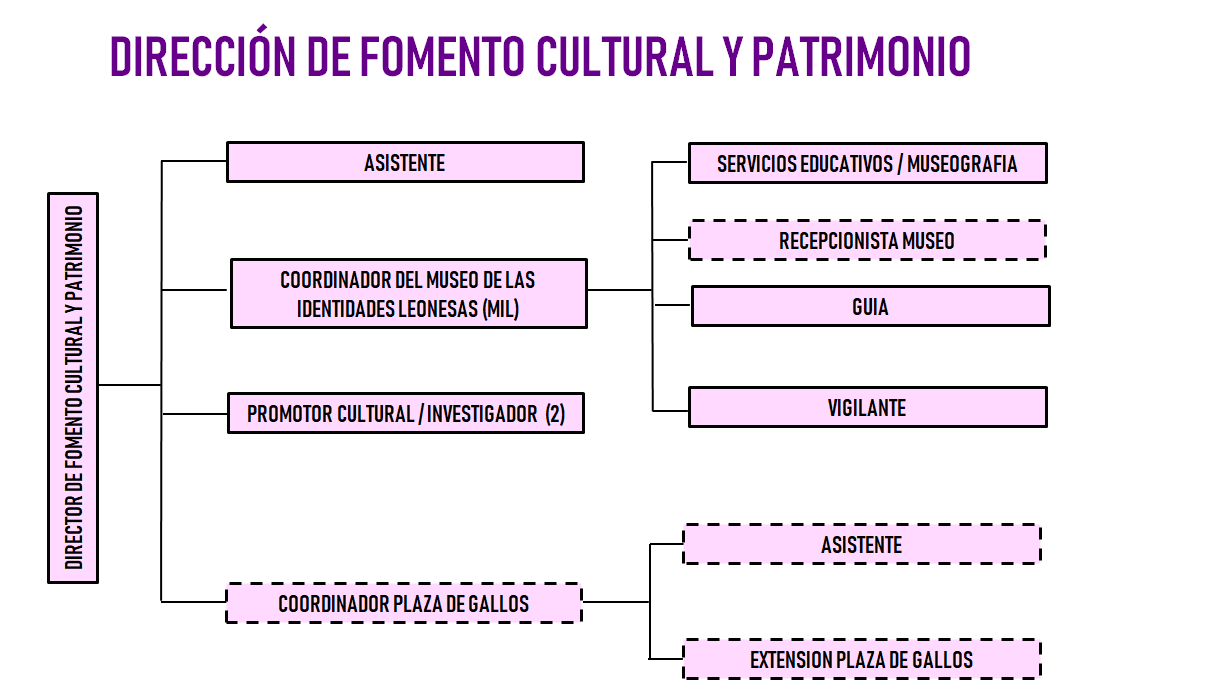 DIRECCIÓN DE FOMENTO CULTURAL Y PATRIMONIO
DIRECTOR DE FOMENTO CULTURAL Y PATRIMONIO
ASISTENTE
COORDINADOR DEL MUSEO DE LAS
IDENTIDADES LEONESAS (MIL)
PROMOTOR CULTURAL / INVESTIGADOR (2)
COORDINADOR PLAZA DE GALLOS
SERVICIOS EDUCATIVOS / MUSEOGRAFIA
RECEPCIONISTA MUSEO
GUIA
VIGILANTE
ASISTENTE
EXTENSION PLAZA DE GALLOS